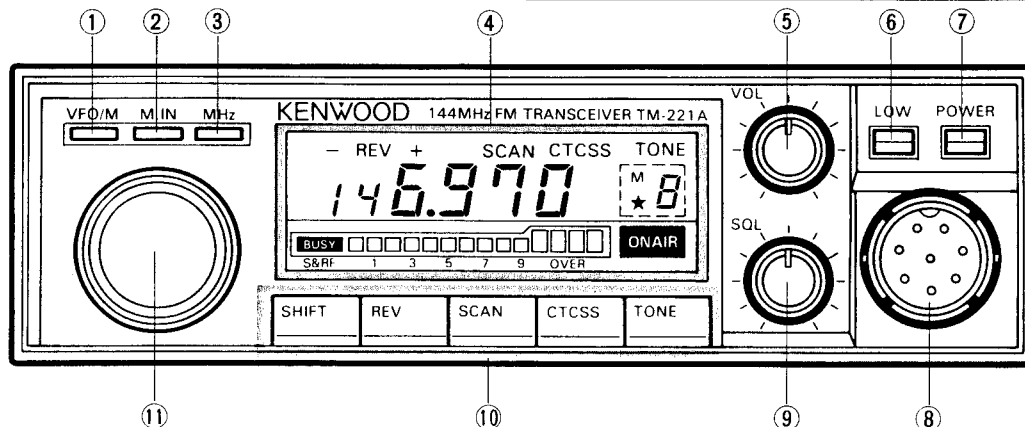 ① ② ③ ④ ⑤ ⑥ ⑦
VFO/M M.IN MHz
KENWOOD 144MHz FM TRANSCEIVER TM-221A
VOL
LOW POWER
− REV + SCAN CTCSS TONE
146.970
M
★ 8
BUSY
ONAIR
S&RF 1 3 5 7 9 OVER
SQL
SHIFT REV SCAN CTCSS TONE
⑪ ⑩ ⑨ ⑧